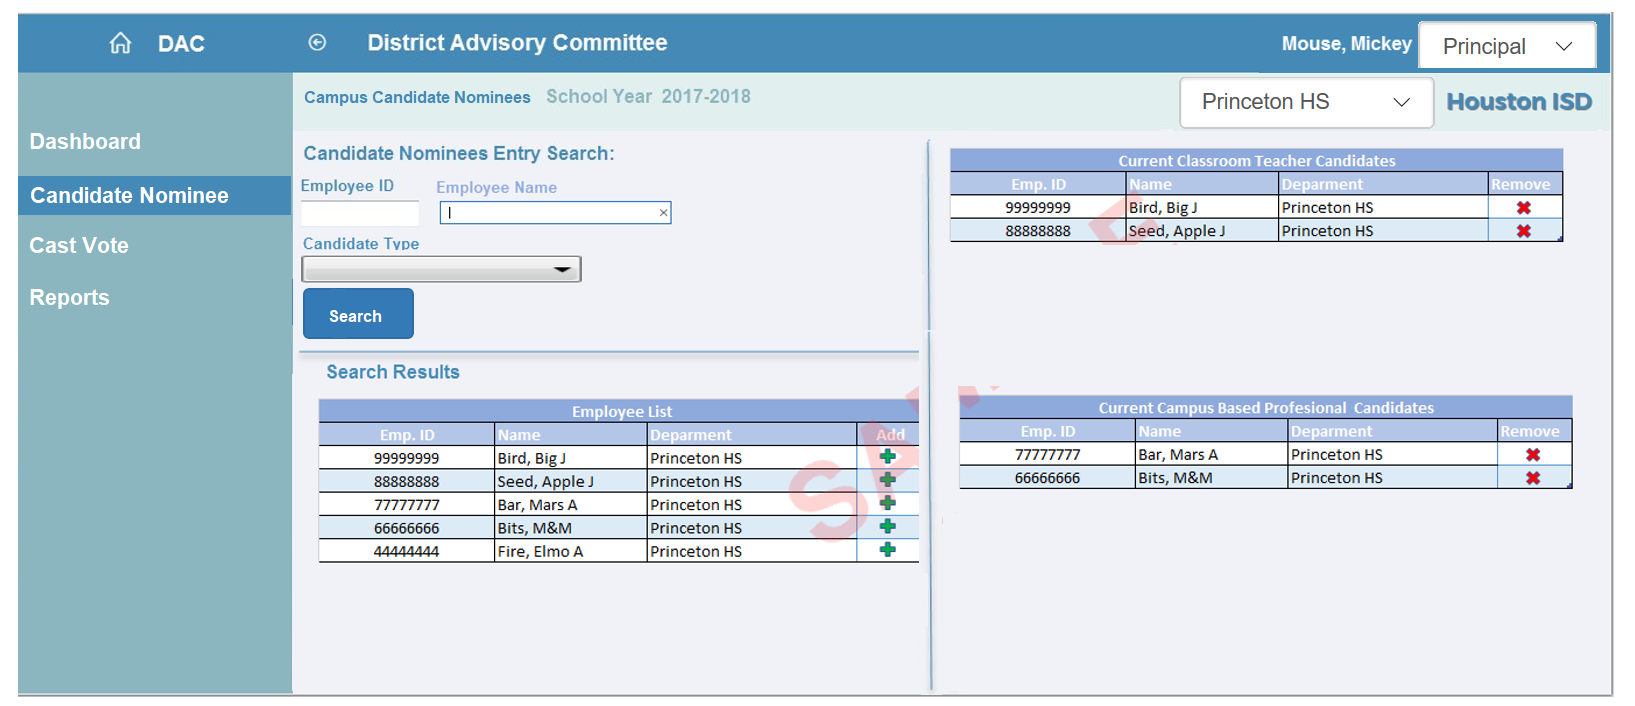 DAC
District Advisory Committee
Mouse, Mickey
Principal
Campus Candidate Nominees School Year 2017-2018
Princeton HS
Houston ISD
Dashboard
Candidate Nominee
Cast Vote
Reports
Candidate Nominees Entry Search:
Employee ID Employee Name
Candidate Type
Search
Search Results
Employee List
Emp. ID Name Deparment Add
99999999 Bird, Big J Princeton HS
88888888 Seed, Apple J Princeton HS
77777777 Bar, Mars A Princeton HS
66666666 Bits, M&M Princeton HS
44444444 Fire, Elmo A Princeton HS
Current Classroom Teacher Candidates
Emp. ID Name Deparment Remove
99999999 Bird, Big J Princeton HS
88888888 Seed, Apple J Princeton HS
Current Campus Based Profesional Candidates
Emp. ID Name Deparment Remove
77777777 Bar, Mars A Princeton HS
66666666 Bits, M&M Princeton HS